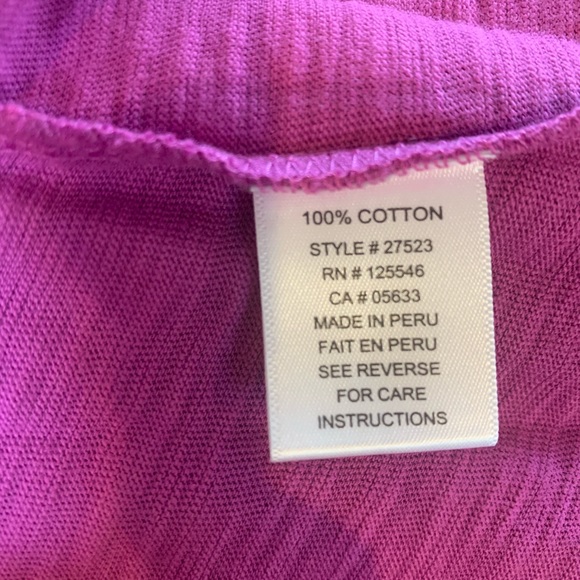 100% COTTON
STYLE # 27523
RN # 125546
CA # 05633
MADE IN PERU
FAIT EN PERU
SEE REVERSE
FOR CARE
INSTRUCTIONS